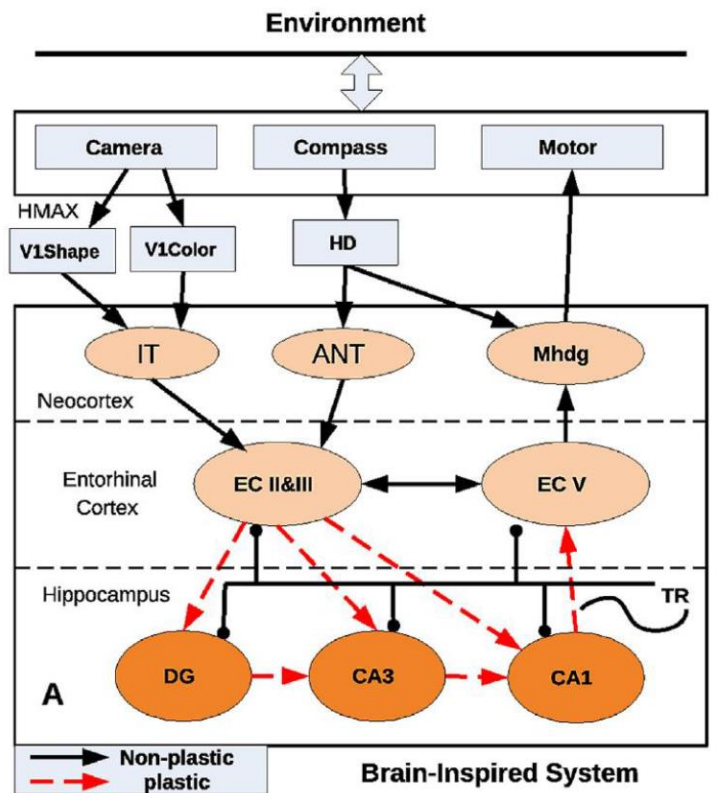 Environment
Camera
Compass
Motor
HMAX
V1Shape
V1Color
HD
IT
ANT
Mhdg
Neocortex
Entorhinal
Cortex
EC II&III
EC V
Hippocampus
TR
A
DG
CA3
CA1
Non-plastic
plastic
Brain-Inspired System